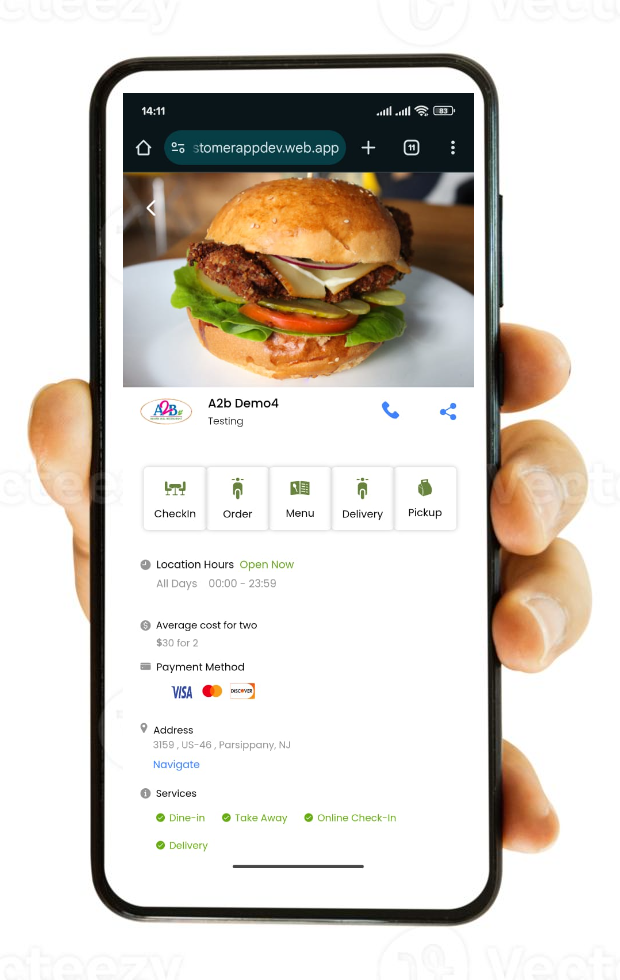 14:11
83
stomerappdev.web.app
11
A2B
A2b Demo4
Testing
CheckIn
Order
Menu
Delivery
Pickup
Location Hours Open Now
All Days 00:00 - 23:59
Average cost for two
$30 for 2
Payment Method
VISA
DISCOVER
Address
3159 , US-46 , Parsippany, NJ
Navigate
Services
Dine-in
Take Away
Online Check-In
Delivery